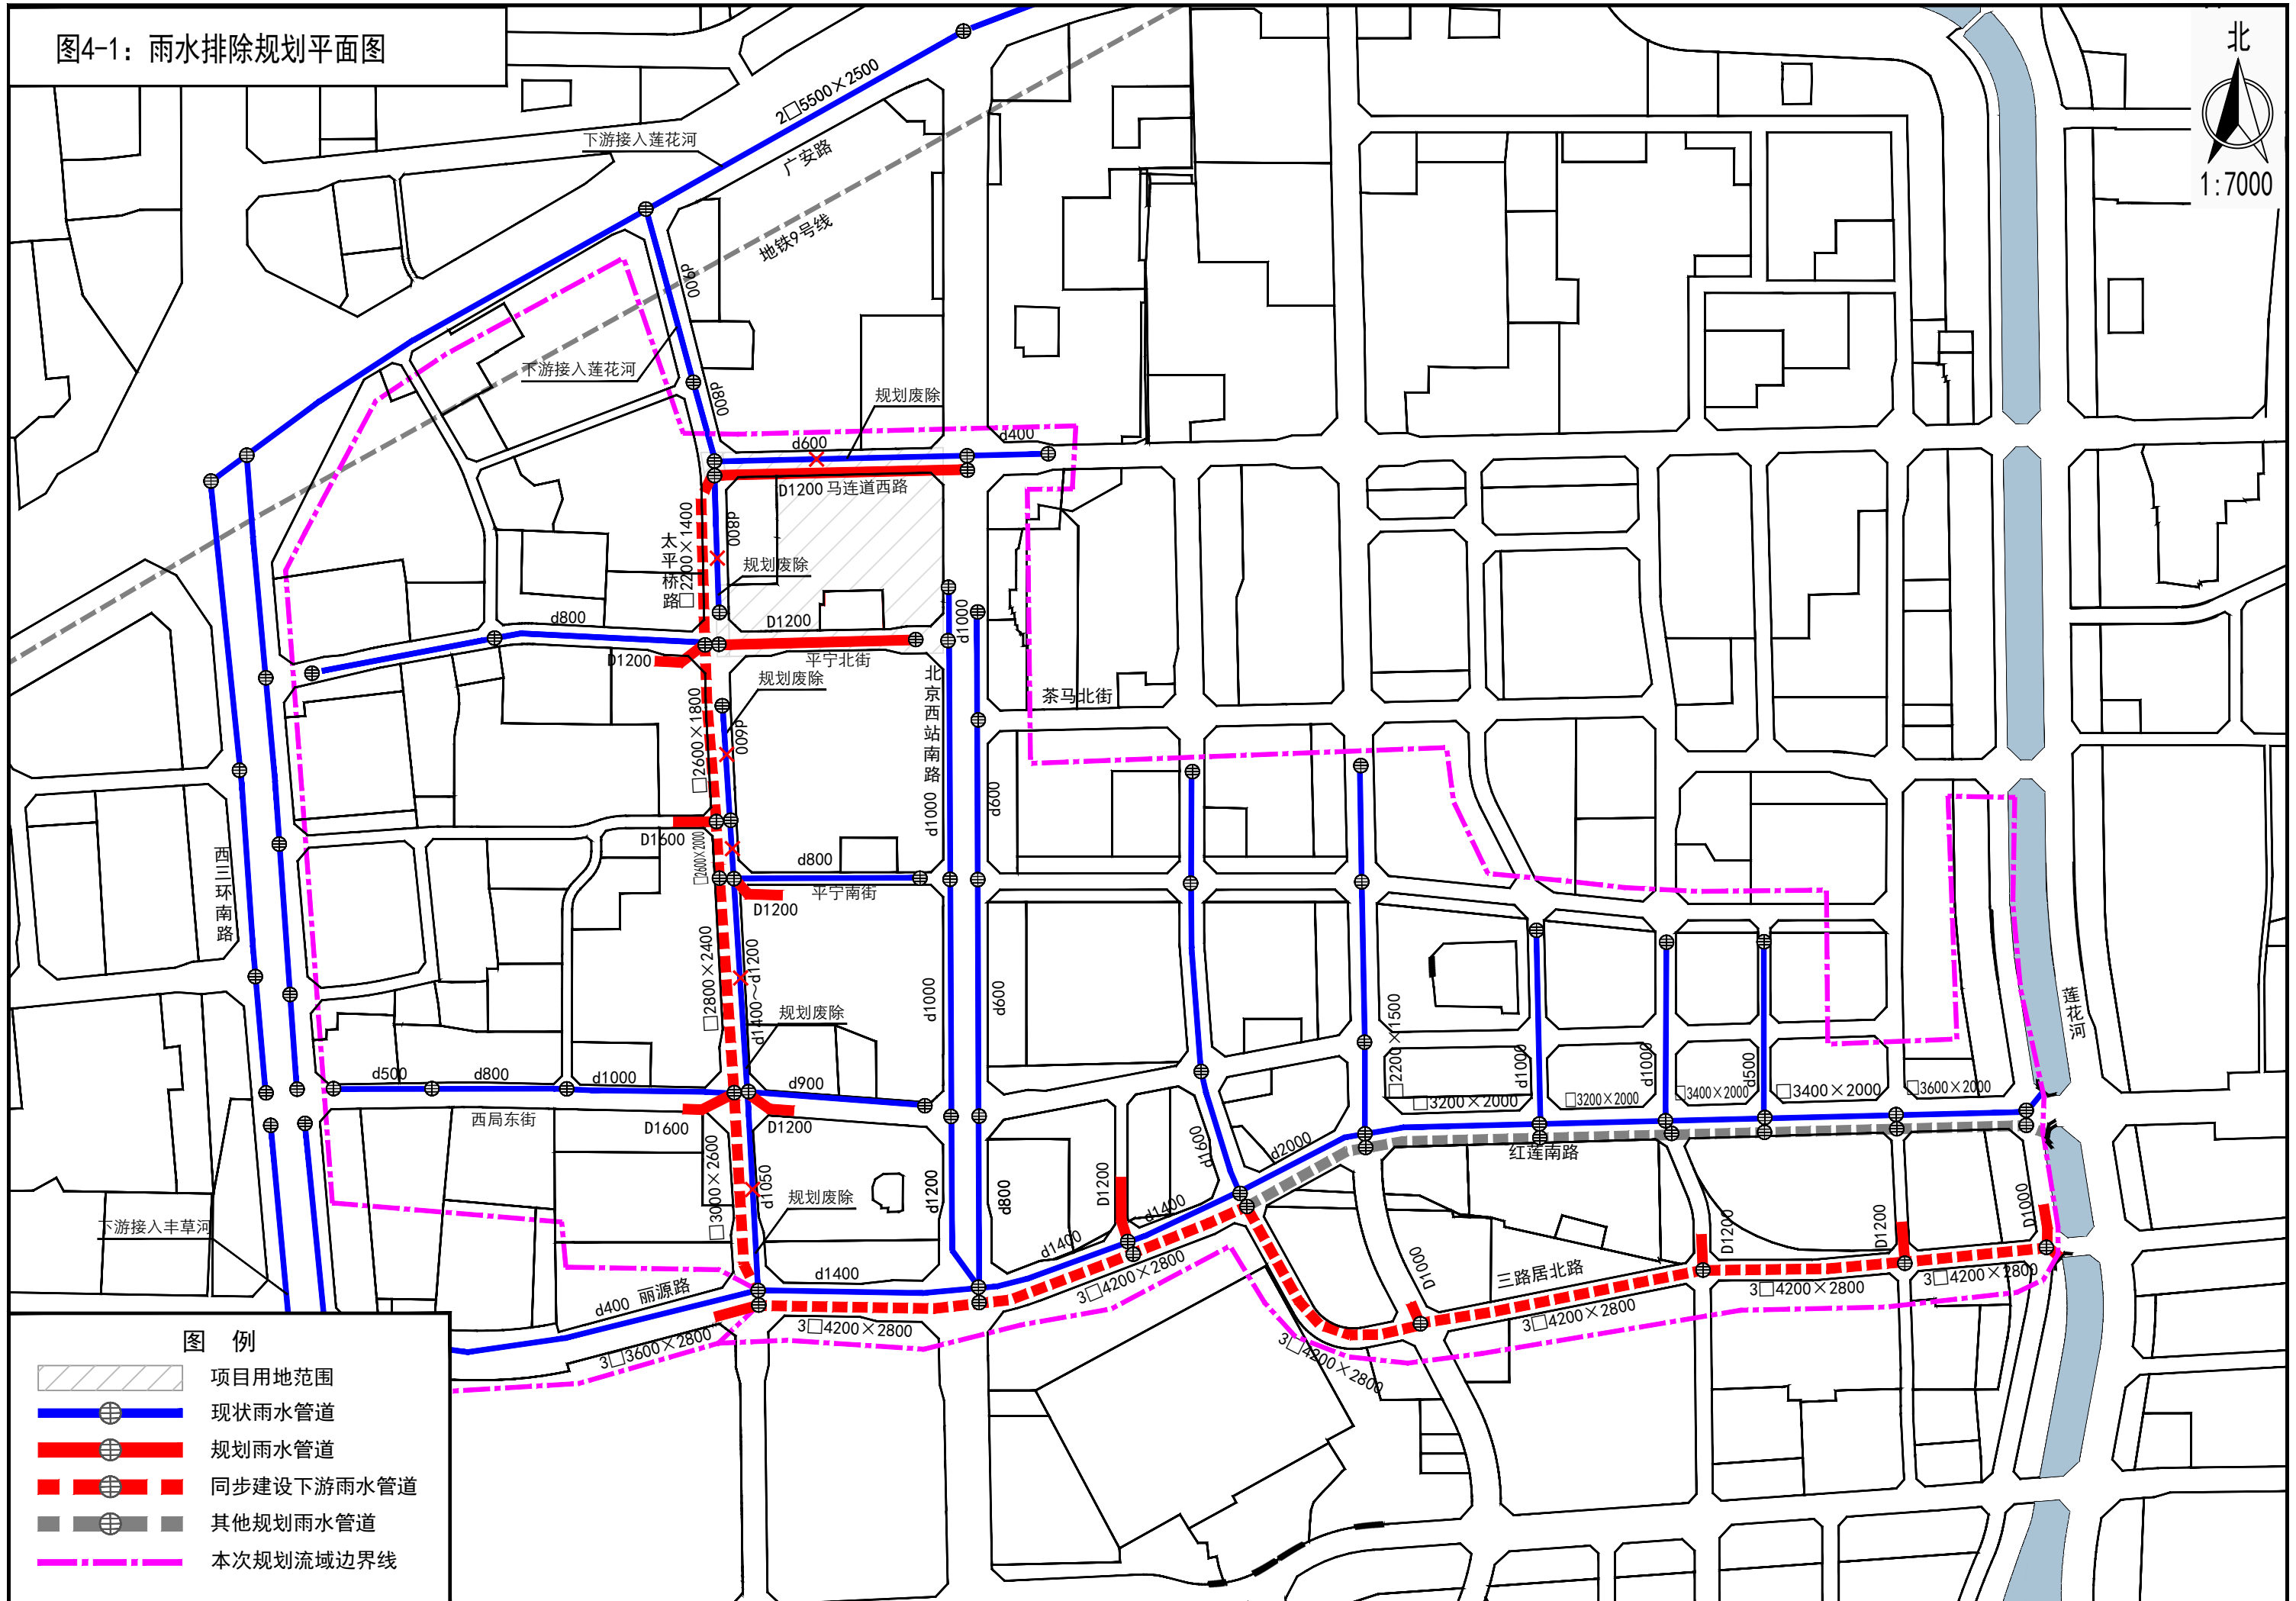 图4-1：雨水排除规划平面图
北
1:7000
2□5500×2500
下游接入莲花河
广安路
地铁9号线
d900
下游接入莲花河
d800
规划废除
d600
d400
D1200 马连道西路
太平桥路
□2200×1400
d800
规划废除
d800
D1200
D1200
平宁北街
d1000
规划废除
北京西站南路
茶马北街
□2600×1800
d600
D1600
□2600×2000
d1000
d600
d800
平宁南街
D1200
西三环南路
□2800×2400
d1400～d1200
d1000
d600
规划废除
莲花河
□2200×1500
d500
d800
d1000
d900
西局东街
D1600
D1200
d1000
d1000
d500
□3200×2000
□3200×2000
□3400×2000
□3400×2000
□3600×2000
红莲南路
□3000×2600
d1050
规划废除
d1200
d800
D1200
d1600
d2000
d1400
d1400
下游接入丰草河
D1000
D1200
D1200
D1000
三路居北路
d400 丽源路
d1400
3□4200×2800
3□3600×2800
3□4200×2800
3□4200×2800
3□4200×2800
3□4200×2800
3□4200×2800
图 例
项目用地范围
现状雨水管道
规划雨水管道
同步建设下游雨水管道
其他规划雨水管道
本次规划流域边界线